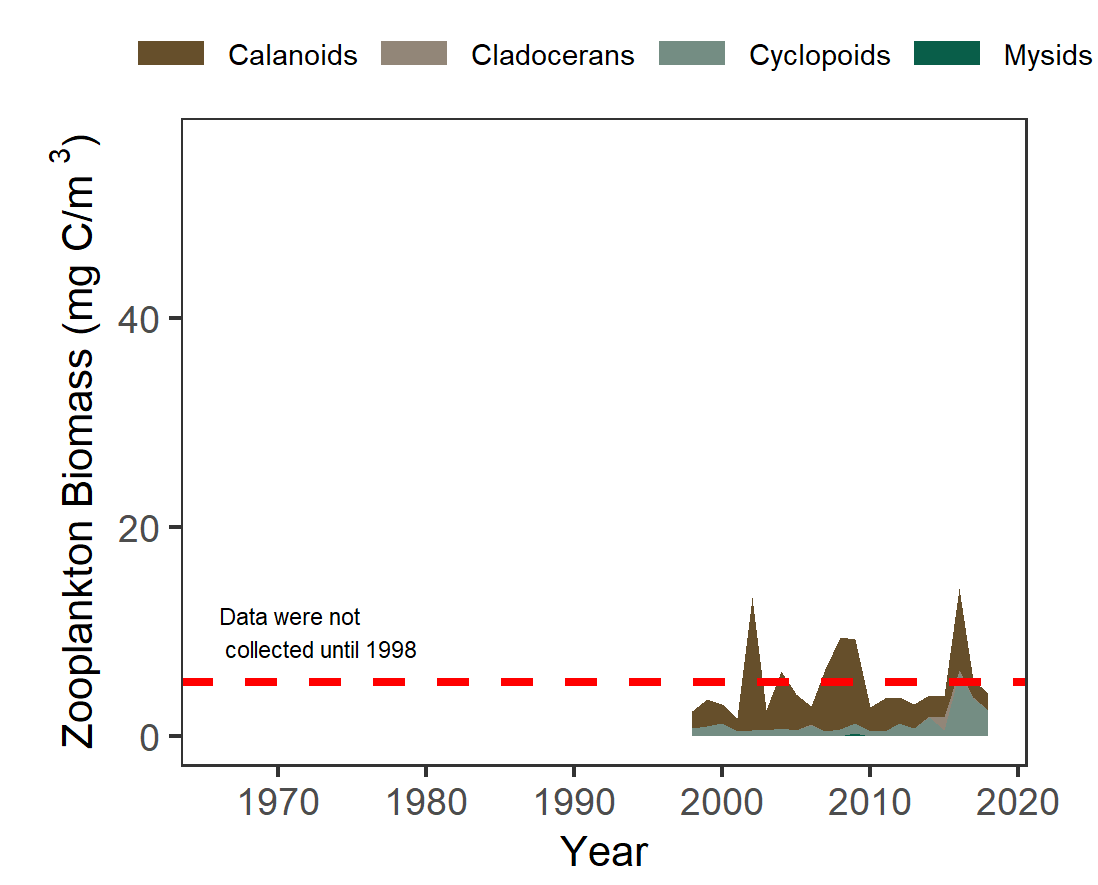 Calanoids Cladocerans Cyclopoids Mysids
Zooplankton Biomass (mg C/m ³)
40
20
Data were not
collected until 1998
0
1970 1980 1990 2000 2010 2020
Year